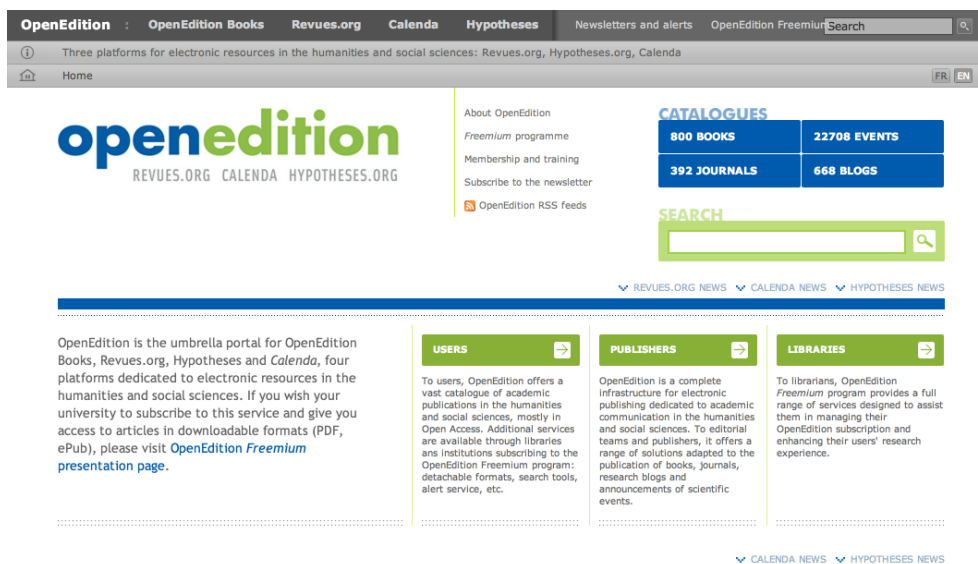 OpenEdition : OpenEdition Books Revues.org Calenda Hypotheses Newsletters and alerts OpenEdition Freemium Search
Three platforms for electronic resources in the humanities and social sciences: Revues.org, Hypotheses.org, Calenda
Home FR EN
openedition
REVUES.ORG CALENDA HYPOTHESES.ORG
About OpenEdition
Freemium programme
Membership and training
Subscribe to the newsletter
OpenEdition RSS feeds
CATALOGUES
800 BOOKS 22708 EVENTS
392 JOURNALS 668 BLOGS
SEARCH
REVUES.ORG NEWS CALENDA NEWS HYPOTHESES NEWS
OpenEdition is the umbrella portal for OpenEdition
Books, Revues.org, Hypotheses and Calenda, four
platforms dedicated to electronic resources in the
humanities and social sciences. If you wish your
university to subscribe to this service and give you
access to articles in downloadable formats (PDF,
ePub), please visit OpenEdition Freemium
presentation page.
USERS
To users, OpenEdition offers a
vast catalogue of academic
publications in the humanities
and social sciences, mostly in
Open Access. Additional services
are available through libraries
ans institutions subscribing to the
OpenEdition Freemium program:
detachable formats, search tools,
alert service, etc.
PUBLISHERS
OpenEdition is a complete
infrastructure for electronic
publishing dedicated to academic
communication in the humanities
and social sciences. To editorial
teams and publishers, it offers a
range of solutions adapted to the
publication of books, journals,
research blogs and
announcements of scientific
events.
LIBRARIES
To librarians, OpenEdition
Freemium program provides a full
range of services designed to assist
them in managing their
OpenEdition subscription and
enhancing their users' research
experience.
CALENDA NEWS HYPOTHESES NEWS